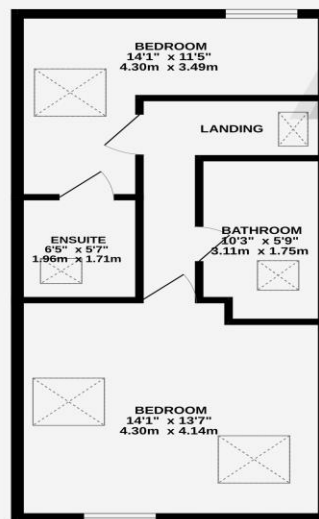 BEDROOM
14'1" x 11'5"
4.30m x 3.49m
LANDING
BATHROOM
10'3" x 5'9"
3.11m x 1.75m
ENSUITE
6'5" x 5'7"
1.96m x 1.71m
BEDROOM
14'1" x 13'7"
4.30m x 4.14m